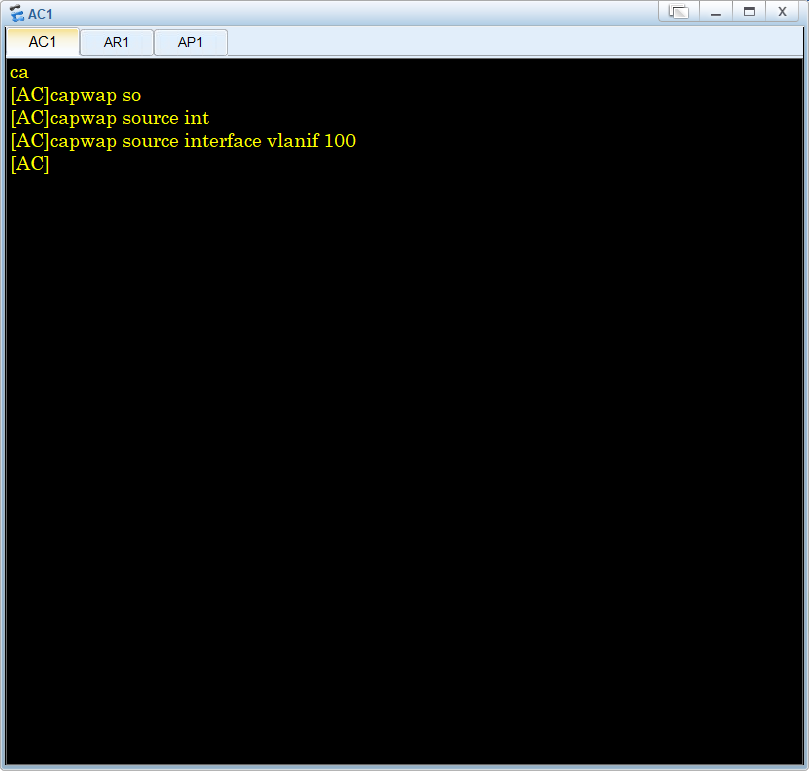 AC1
AC1 AR1 AP1
ca
[AC]capwap so
[AC]capwap source int
[AC]capwap source interface vlanif 100
[AC]